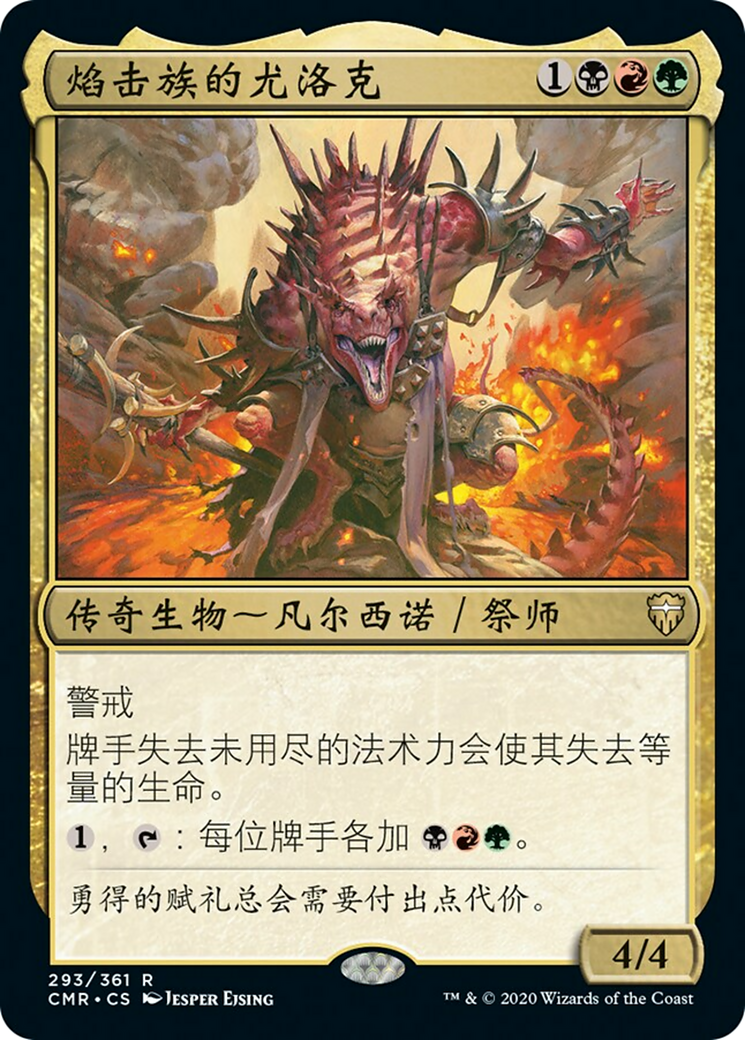 焰击族的尤洛克 1
传奇生物～凡尔西诺／祭师
警戒
牌手失去未用尽的法术力会使其失去等
量的生命。
1，：每位牌手各加。
勇得的赋礼总会需要付出点代价。
4/4
293/361 R
CMR • CS Jesper Ejsing
™ & © 2020 Wizards of the Coast